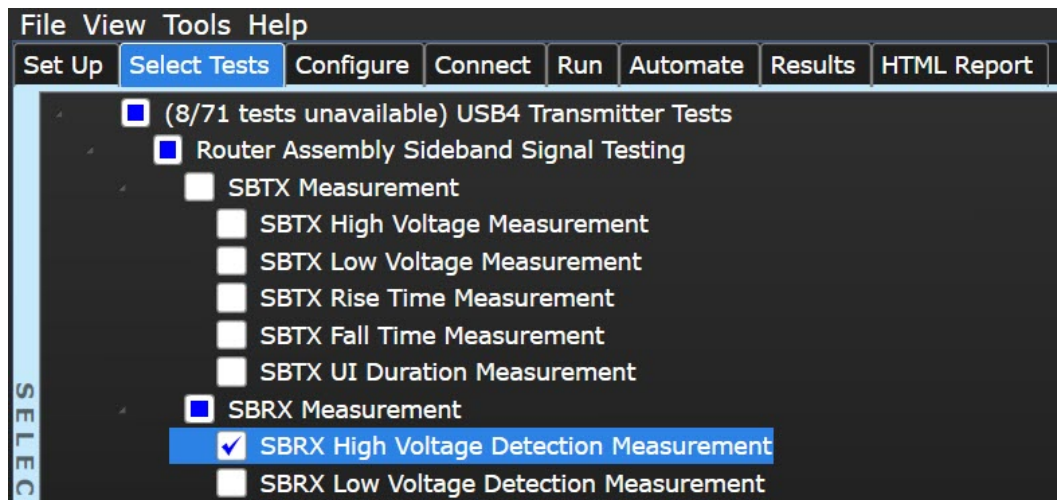 File View Tools Help
Set Up Select Tests Configure Connect Run Automate Results HTML Report
(8/71 tests unavailable) USB4 Transmitter Tests
Router Assembly Sideband Signal Testing
SBTX Measurement
SBTX High Voltage Measurement
SBTX Low Voltage Measurement
SBTX Rise Time Measurement
SBTX Fall Time Measurement
SBTX UI Duration Measurement
SBRX Measurement
SBRX High Voltage Detection Measurement
SBRX Low Voltage Detection Measurement
SELEC